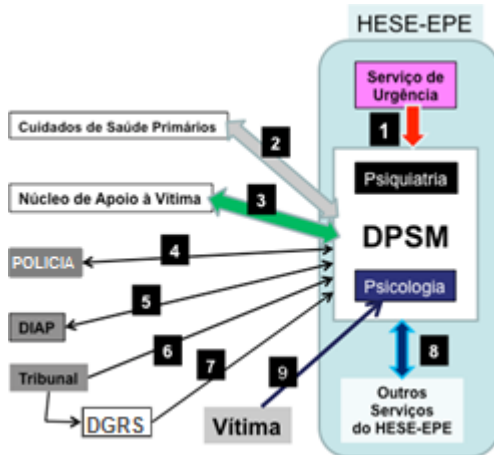 HESE-EPE
Serviço de
Urgência
1
Cuidados de Saúde Primários
2
Psiquiatria
Núcleo de Apoio à Vítima
3
DPSM
4
POLICIA
5
Psicologia
DIAP
6
7
8
Tribunal
9
DGRS
Vítima
Outros
Serviços
do HESE-EPE